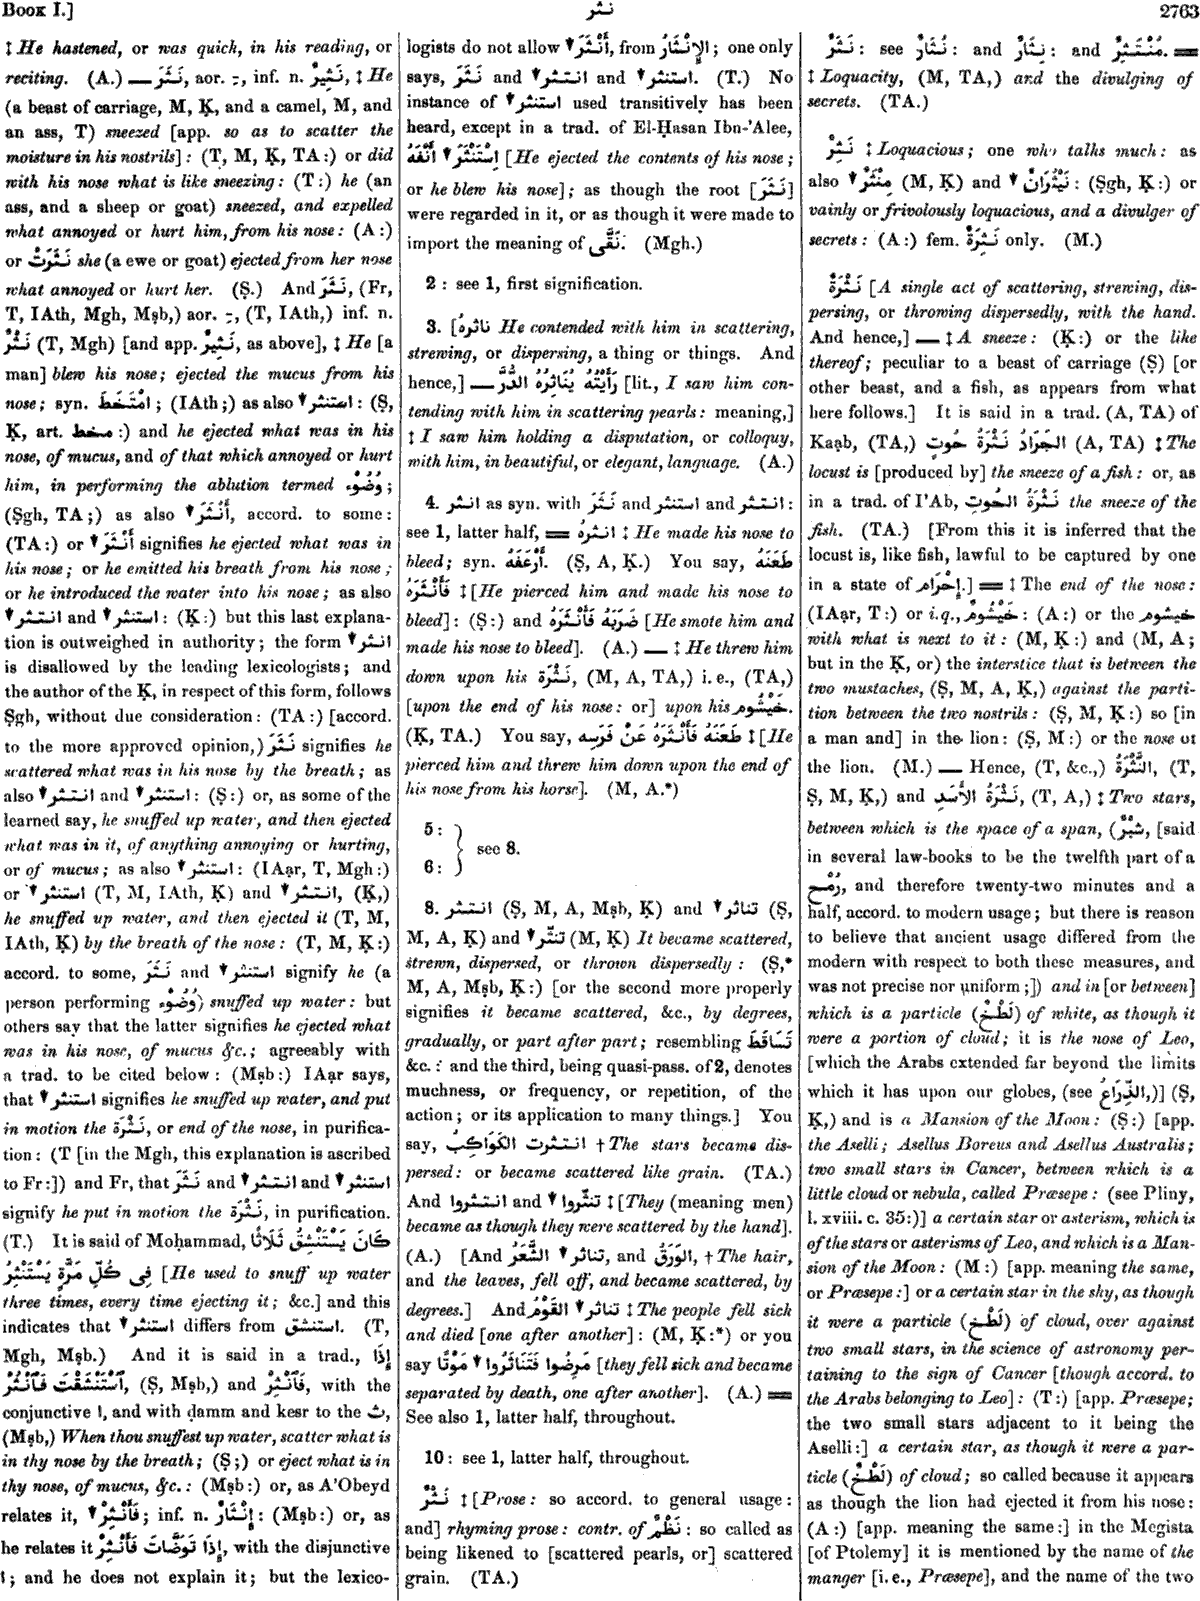 BOOK I.]
نثر
2763
‡ He hastened, or was quick, in his reading, or
reciting. (A.) — نَثَرَ, aor. ـِ, inf. n. نَثِيرٌ, ‡ He
(a beast of carriage, M, Ḳ, and a camel, M, and
an ass, T) sneezed [app. so as to scatter the
moisture in his nostrils]: (T, M, Ḳ, TA:) or did
with his nose what is like sneezing: (T:) he (an
ass, and a sheep or goat) sneezed, and expelled
what annoyed or hurt him, from his nose: (A:)
or نَثَرَتْ she (a ewe or goat) ejected from her nose
what annoyed or hurt her. (Ṣ.) And نَثَرَ, (Fr,
T, IAth, Mgh, Mṣb,) aor. ـِ, (T, IAth,) inf. n.
نَثْرٌ (T, Mgh) [and app. نَثِيرٌ, as above], ‡ He [a
man] blew his nose; ejected the mucus from his
nose; syn. اِمْتَخَطَ; (IAth;) as also ▼ استنثر: (Ṣ,
Ḳ, art. مخط:) and he ejected what was in his
nose, of mucus, and of that which annoyed or hurt
him, in performing the ablution termed وُضُوْء;
(Ṣgh, TA;) as also ▼ أَنْثَرَ, accord. to some:
(TA:) or ▼ أَنْثَرَ signifies he ejected what was in
his nose; or he emitted his breath from his nose;
or he introduced the water into his nose; as also
▼ انتثر and ▼ استنثر: (Ḳ:) but this last explana-
tion is outweighed in authority; the form ▼ انثر
is disallowed by the leading lexicologists; and
the author of the Ḳ, in respect of this form, follows
Ṣgh, without due consideration: (TA:) [accord.
to the more approved opinion,) نَثَرَ signifies he
scattered what was in his nose by the breath; as
also ▼ انتثر and ▼ استنثر: (Ṣ:) or, as some of the
learned say, he snuffed up water, and then ejected
what was in it, of anything annoying or hurting,
or of mucus; as also ▼ استنثر: (IAạr, T, Mgh:)
or ▼ استنثر (T, M, IAth, Ḳ) and ▼ انتثر, (Ḳ,)
he snuffed up water, and then ejected it (T, M,
IAth, Ḳ) by the breath of the nose: (T, M, Ḳ:)
accord. to some, نَثَرَ and ▼ استنثر signify he (a
person performing وُضُوْء) snuffed up water: but
others say that the latter signifies he ejected what
was in his nose, of mucus &c.; agreeably with
a trad. to be cited below: (Mṣb:) IAạr says,
that ▼ استنثر signifies he snuffed up water, and put
in motion the نَثْرَة, or end of the nose, in purifica-
tion: (T [in the Mgh, this explanation is ascribed
to Fr:]) and Fr, that نَثَرَ and ▼ انتثر and ▼ استنثر
signify he put in motion the نَثْرَة, in purification.
(T.) It is said of Moḥammad, كَانَ يَسْتَنْشِقُ ثَلَاثًا
فِى كُلِّ مَرَّةٍ يَسْتَنْثِرُ [He used to snuff up water
three times, every time ejecting it; &c.] and this
indicates that ▼ استنثر differs from استنشق. (T,
Mgh, Mṣb.) And it is said in a trad., إِذَا
ٱسْتَنْشَقْتَ فَٱنْثُرْ, (Ṣ, Mṣb,) and فَٱنْثِرْ, with the
conjunctive ا, and with ḍamm and kesr to the ث,
(Mṣb,) When thou snuffest up water, scatter what is
in thy nose by the breath; (Ṣ;) or eject what is in
thy nose, of mucus, &c.: (Mṣb:) or, as A'Obeyd
relates it, ▼ فَأَنْثِرْ; inf. n. إِنْثَارٌ: (Mṣb:) or, as
he relates it إِذَا تَوَضَّأْتَ فَأَنْثِرْ, with the disjunctive
ا; and he does not explain it; but the lexico-
logists do not allow ▼ أَنْثَرَ, from الإِنْثَارُ; one only
says, نَثَرَ and ▼ انتثر and ▼ استنثر. (T.) No
instance of ▼ استنثر used transitively has been
heard, except in a trad. of El-Ḥasan Ibn-'Alee,
اِسْتَنْثَرَ ▼ أَنْفَهُ [He ejected the contents of his nose;
or he blew his nose]; as though the root [نَثَرَ]
were regarded in it, or as though it were made to
import the meaning of نَقَّى. (Mgh.)
2: see 1, first signification.
3. [ناثرهُ He contended with him in scattering,
strewing, or dispersing, a thing or things. And
hence,] — رَأَيْتُهُ يُنَاثِرُهُ الدُّرَّ [lit., I saw him con-
tending with him in scattering pearls: meaning,]
‡ I saw him holding a disputation, or colloquy,
with him, in beautiful, or elegant, language. (A.)
4. انثر as syn. with نَثَرَ and استنثر and انتثر:
see 1, latter half, = انثرهُ ‡ He made his nose to
bleed; syn. أَرْعَفَهُ. (Ṣ, A, Ḳ.) You say, طَعَنَهُ
فَأَنْثَرَهُ ‡ [He pierced him and made his nose to
bleed]: (Ṣ:) and ضَرَبَهُ فَأَنْثَرَهُ [He smote him and
made his nose to bleed]. (A.) — ‡ He threw him
down upon his نَثْرَة, (M, A, TA,) i. e., (TA,)
[upon the end of his nose: or] upon his خَيْشُوم.
(Ḳ, TA.) You say, طَعَنَهُ فَأَنْثَرَهُ عَنْ فَرَسِهِ ‡ [He
pierced him and threw him down upon the end of
his nose from his horse]. (M, A.*)
5: }
6: } see 8.
8. انتثر (Ṣ, M, A, Mṣb, Ḳ) and ▼ تناثر (Ṣ,
M, A, Ḳ) and ▼ تنثّر (M, Ḳ) It became scattered,
strewn, dispersed, or thrown dispersedly: (Ṣ,*
M, A, Mṣb, Ḳ:) [or the second more properly
signifies it became scattered, &c., by degrees,
gradually, or part after part; resembling تَسَاقَطَ
&c.: and the third, being quasi-pass. of 2, denotes
muchness, or frequency, or repetition, of the
action; or its application to many things.] You
say, انتثرت الكَوَاكِبُ † The stars became dis-
persed: or became scattered like grain. (TA.)
And انتثروا and ▼ تنثّروا ‡ [They (meaning men)
became as though they were scattered by the hand].
(A.) [And تناثر ▼ الشَّعَرُ, and الوَرَقُ, † The hair,
and the leaves, fell off, and became scattered, by
degrees.] And تناثر ▼ القَوْمُ ‡ The people fell sick
and died [one after another]: (M, Ḳ:*) or you
say مَرِضُوا فَتَنَاثَرُوا ▼ مَوْتًا [they fell sick and became
separated by death, one after another]. (A.) =
See also 1, latter half, throughout.
10: see 1, latter half, throughout.
نَثْرٌ ‡ [Prose: so accord. to general usage:
and] rhyming prose: contr. of نَظْمٌ: so called as
being likened to [scattered pearls, or] scattered
grain. (TA.)
نَثَرٌ: see نُثَارٌ: and نِثَارٌ: and مُنْتَثِرٌ. =
‡ Loquacity, (M, TA,) and the divulging of
secrets. (TA.)
نَثِرٌ ‡ Loquacious; one who talks much: as
also ▼ مِنْثَرٌ (M, Ḳ) and ▼ نَيْثُرَانٌ: (Ṣgh, Ḳ:) or
vainly or frivolously loquacious, and a divulger of
secrets: (A:) fem. نَثِرَةٌ only. (M.)
نَثْرَةٌ [A single act of scattering, strewing, dis-
persing, or throwing dispersedly, with the hand.
And hence,] — ‡ A sneeze: (Ḳ:) or the like
thereof; peculiar to a beast of carriage (Ṣ) [or
other beast, and a fish, as appears from what
here follows.] It is said in a trad. (A, TA) of
Kaạb, (TA,) الجَرَادُ نَثْرَةُ حُوتٍ (A, TA) ‡ The
locust is [produced by] the sneeze of a fish: or, as
in a trad. of I'Ab, نَثْرَةُ الحُوتِ the sneeze of the
fish. (TA.) [From this it is inferred that the
locust is, like fish, lawful to be captured by one
in a state of إِحْرَام.] = ‡ The end of the nose:
(IAạr, T:) or i. q., خَيْشُومٌ: (A:) or the خيشوم
with what is next to it: (M, Ḳ:) and (M, A;
but in the Ḳ, or) the interstice that is between the
two mustaches, (Ṣ, M, A, Ḳ,) against the parti-
tion between the two nostrils: (Ṣ, M, Ḳ:) so [in
a man and] in the lion: (Ṣ, M:) or the nose of
the lion. (M.) — Hence, (T, &c.,) النَّثْرَةُ, (T,
Ṣ, M, Ḳ,) and نَثْرَةُ الأَسَدِ, (T, A,) ‡ Two stars,
between which is the space of a span, (شِبْر, [said
in several law-books to be the twelfth part of a
رُمْح, and therefore twenty-two minutes and a
half, accord. to modern usage; but there is reason
to believe that ancient usage differed from the
modern with respect to both these measures, and
was not precise nor uniform;]) and in [or between]
which is a particle (لَطْخ) of white, as though it
were a portion of cloud; it is the nose of Leo,
[which the Arabs extended far beyond the limits
which it has upon our globes, (see الذِّرَاعُ,)] (Ṣ,
Ḳ,) and is a Mansion of the Moon: (Ṣ:) [app.
the Aselli; Asellus Boreus and Asellus Australis;
two small stars in Cancer, between which is a
little cloud or nebula, called Præsepe: (see Pliny,
l. xviii. c. 35:)] a certain star or asterism, which is
of the stars or asterisms of Leo, and which is a Man-
sion of the Moon: (M:) [app. meaning the same,
or Præsepe:] or a certain star in the sky, as though
it were a particle (لَطْخ) of cloud, over against
two small stars, in the science of astronomy per-
taining to the sign of Cancer [though accord. to
the Arabs belonging to Leo]: (T:) [app. Præsepe;
the two small stars adjacent to it being the
Aselli:] a certain star, as though it were a par-
ticle (لَطْخ) of cloud; so called because it appears
as though the lion had ejected it from his nose:
(A:) [app. meaning the same:] in the Megista
[of Ptolemy] it is mentioned by the name of the
manger [i. e., Præsepe], and the name of the two